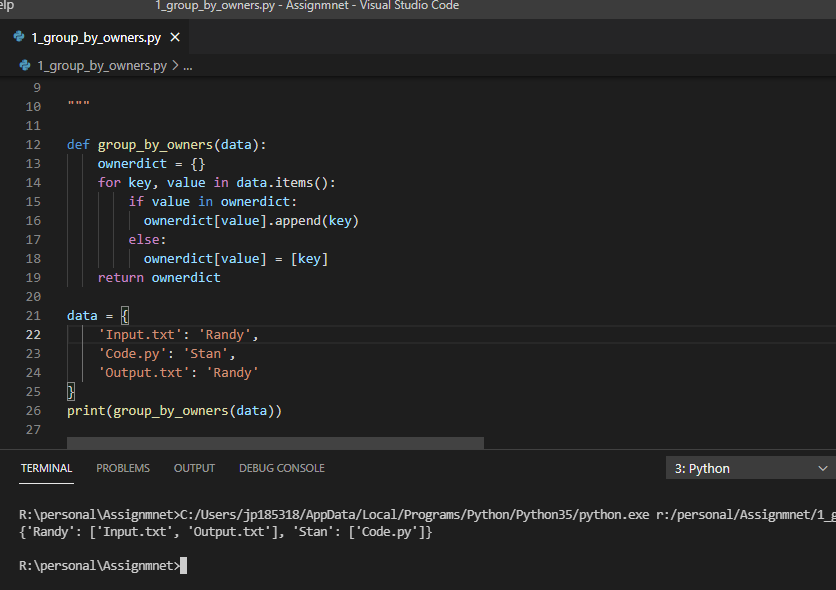 elp 1_group_by_owners.py - Assignmnet - Visual Studio Code
1_group_by_owners.py ×
1_group_by_owners.py > ...
9
10 """
11
12 def group_by_owners(data):
13 ownerdict = {}
14 for key, value in data.items():
15 if value in ownerdict:
16 ownerdict[value].append(key)
17 else:
18 ownerdict[value] = [key]
19 return ownerdict
20
21 data = {
22 'Input.txt': 'Randy',
23 'Code.py': 'Stan',
24 'Output.txt': 'Randy'
25 }
26 print(group_by_owners(data))
27
TERMINAL PROBLEMS OUTPUT DEBUG CONSOLE 3: Python
R:\personal\Assignmnet>C:/Users/jp185318/AppData/Local/Programs/Python/Python35/python.exe r:/personal/Assignmnet/1_g
{'Randy': ['Input.txt', 'Output.txt'], 'Stan': ['Code.py']}
R:\personal\Assignmnet>